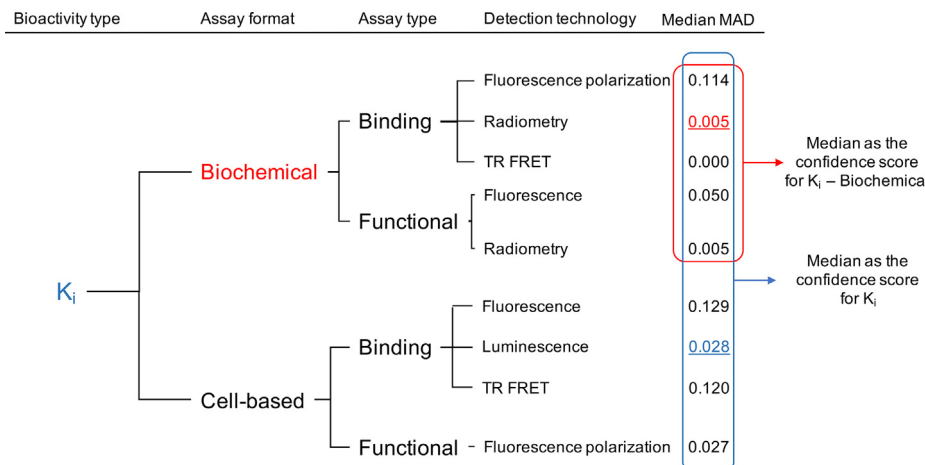 Bioactivity type Assay format Assay type Detection technology Median MAD
Fluorescence polarization 0.114
Binding Radiometry 0.005
TR FRET 0.000
Biochemical
Fluorescence 0.050
Functional
Radiometry 0.005
Median as the
confidence score
for Ki – Biochemica
Ki
Median as the
confidence score
for Ki
Fluorescence 0.129
Binding Luminescence 0.028
TR FRET 0.120
Cell-based
Functional Fluorescence polarization 0.027